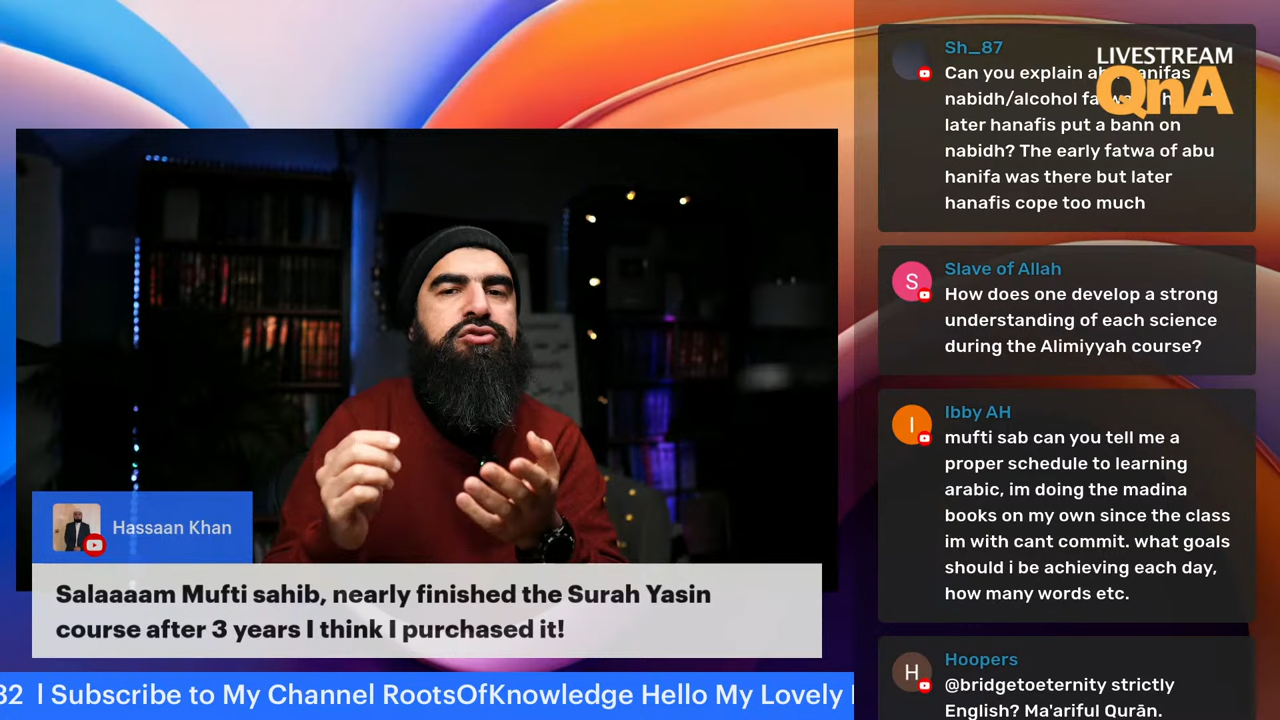 LIVESTREAM
QnA
Sh_87
Can you explain
nabidh/alcohol
later hanafis put a bann on
nabidh? The early fatwa of abu
hanifa was there but later
hanafis cope too much
S
Slave of Allah
How does one develop a strong
understanding of each science
during the Alimiyyah course?
I
Ibby AH
mufti sab can you tell me a
proper schedule to learning
arabic, im doing the madina
books on my own since the class
im with cant commit. what goals
should i be achieving each day,
how many words etc.
H
Hoopers
@bridgetoeternity strictly
English? Ma'ariful Qurān.
Hassaan Khan
Salaaaam Mufti sahib, nearly finished the Surah Yasin
course after 3 years I think I purchased it!
32 l Subscribe to My Channel RootsOfKnowledge Hello My Lovely